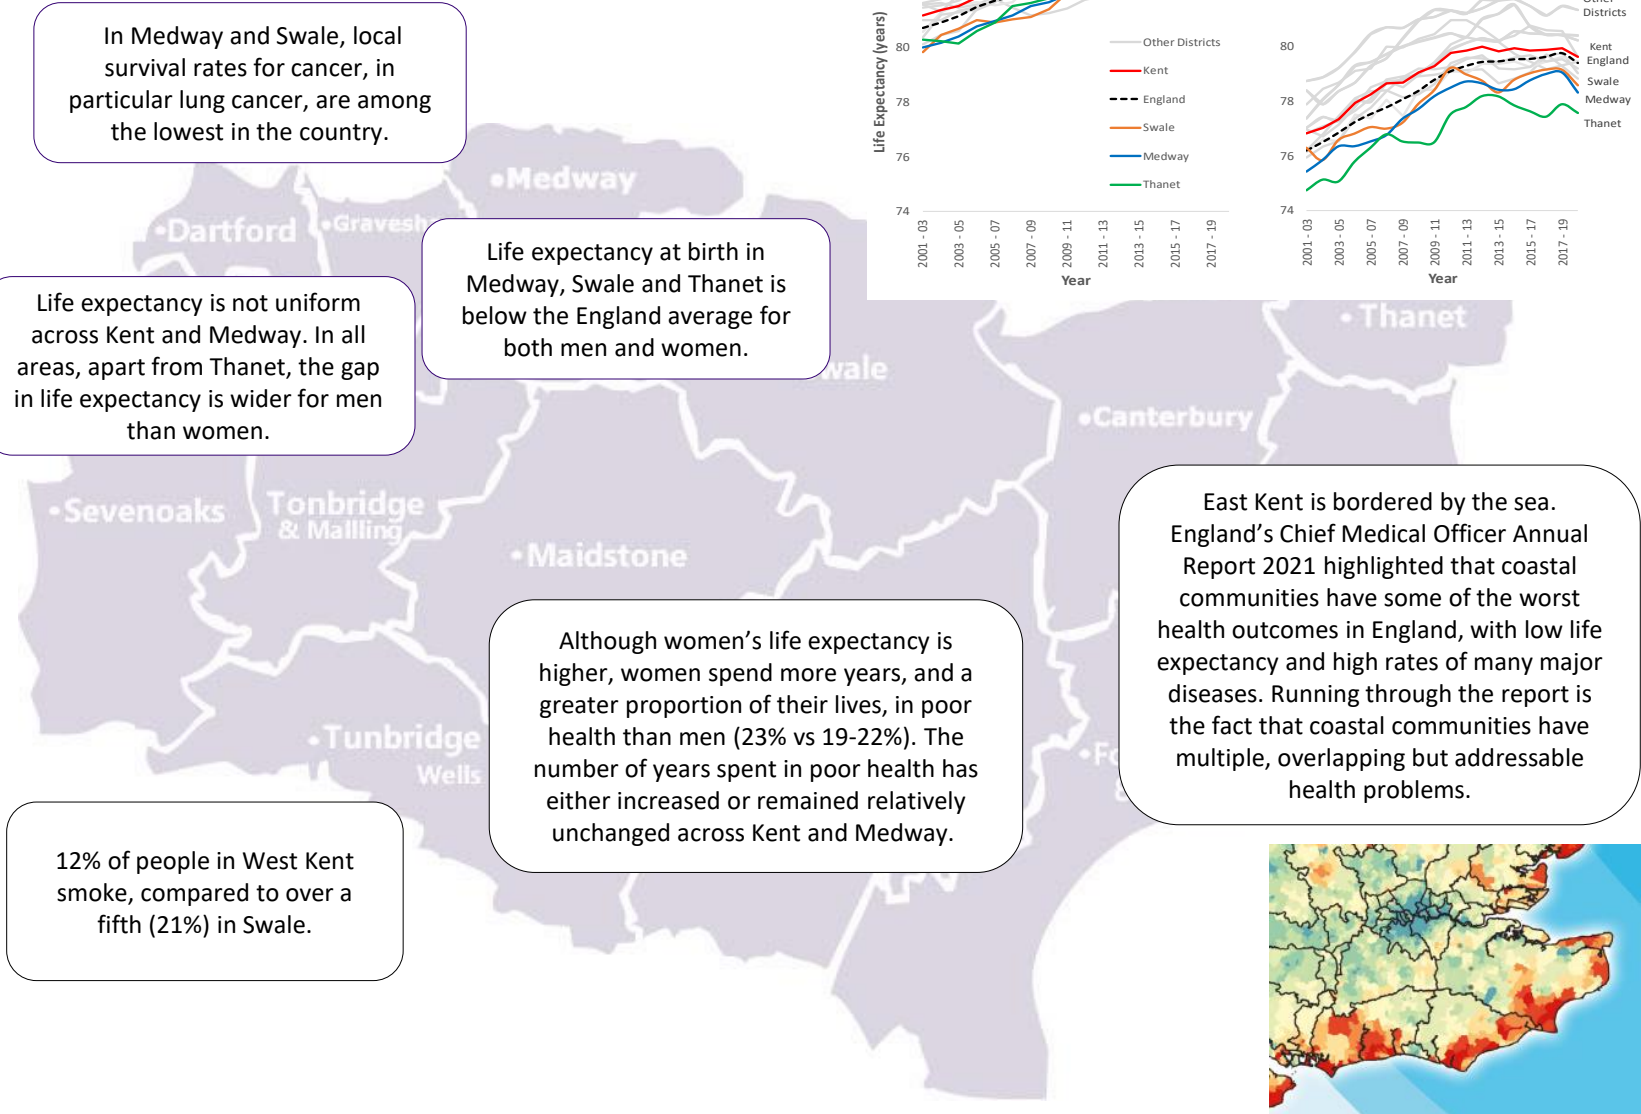 In Medway and Swale, local
survival rates for cancer, in
particular lung cancer, are among
the lowest in the country.
Life Expectancy (years)
80
78
76
74
Other Districts
Kent
England
Swale
Medway
Thanet
2001 - 03
2003 - 05
2005 - 07
2007 - 09
2009 - 11
2011 - 13
2013 - 15
2015 - 17
2017 - 19
Year
80
78
76
74
Districts
Kent
England
Swale
Medway
Thanet
2001 - 03
2003 - 05
2005 - 07
2007 - 09
2009 - 11
2011 - 13
2013 - 15
2015 - 17
2017 - 19
Year
•Medway
•Dartford
Life expectancy at birth in
Medway, Swale and Thanet is
below the England average for
both men and women.
Life expectancy is not uniform
across Kent and Medway. In all
areas, apart from Thanet, the gap
in life expectancy is wider for men
than women.
• Thanet
•Canterbury
•Sevenoaks
Tonbridge
& Malling
•Maidstone
East Kent is bordered by the sea.
England’s Chief Medical Officer Annual
Report 2021 highlighted that coastal
communities have some of the worst
health outcomes in England, with low life
expectancy and high rates of many major
diseases. Running through the report is
the fact that coastal communities have
multiple, overlapping but addressable
health problems.
Although women’s life expectancy is
higher, women spend more years, and a
greater proportion of their lives, in poor
health than men (23% vs 19-22%). The
number of years spent in poor health has
either increased or remained relatively
unchanged across Kent and Medway.
•Tunbridge
Wells
12% of people in West Kent
smoke, compared to over a
fifth (21%) in Swale.